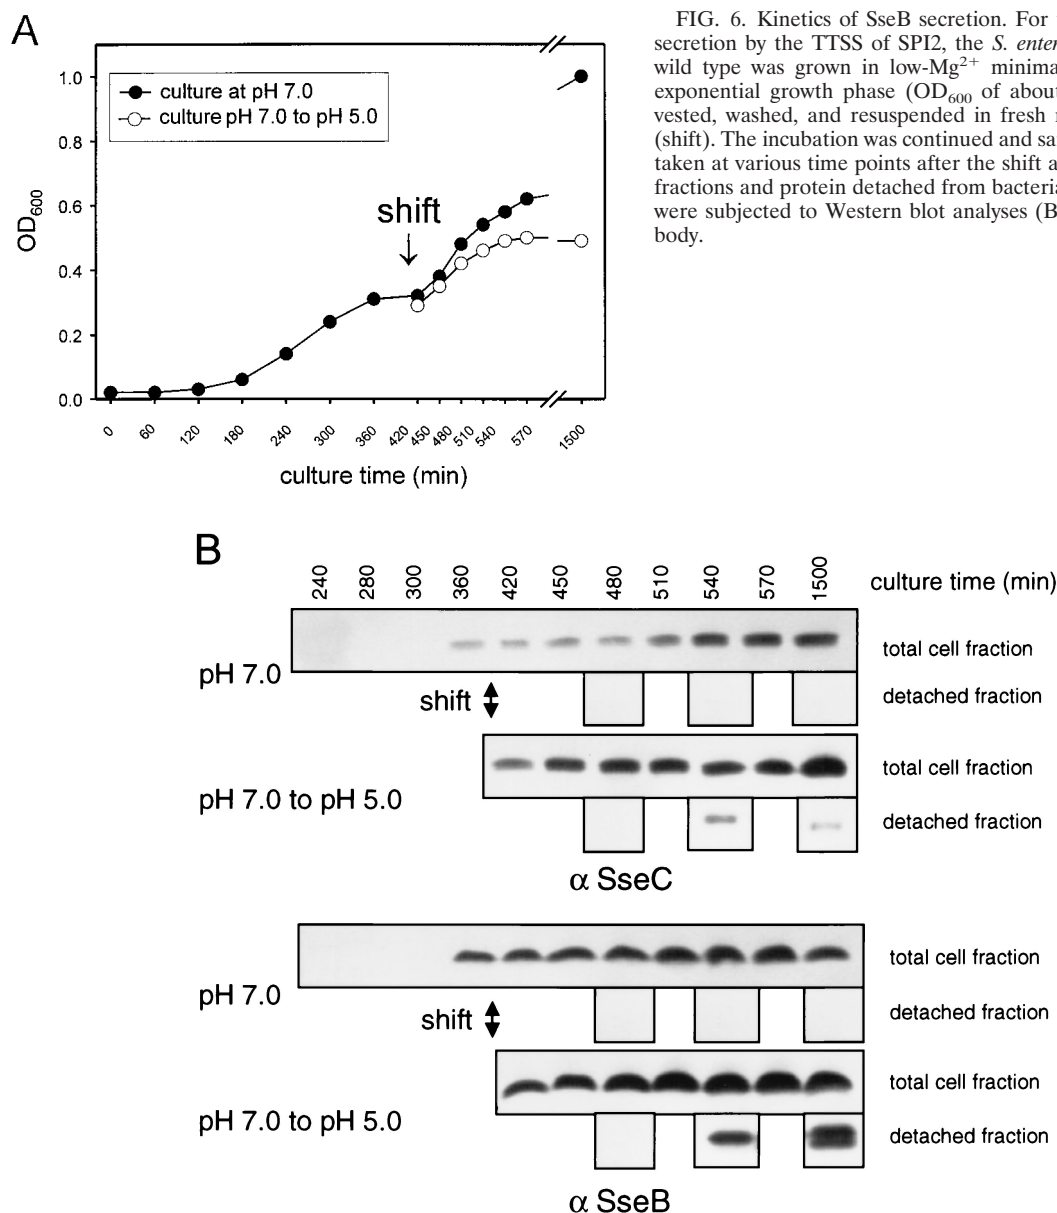 A
FIG. 6. Kinetics of SseB secretion. For
secretion by the TTSS of SPI2, the S. enter
wild type was grown in low-Mg2+ minima
exponential growth phase (OD600 of about
vested, washed, and resuspended in fresh
(shift). The incubation was continued and sa
taken at various time points after the shift a
fractions and protein detached from bacteria
were subjected to Western blot analyses (B
body.
1.0
0.8
0.6
0.4
0.2
0.0
OD600
culture at pH 7.0
culture pH 7.0 to pH 5.0
shift
0 60 120 180 240 300 360 420 450 480 510 540 570 1500
culture time (min)
B
240 280 300 360 420 450 480 510 540 570 1500 culture time (min)
pH 7.0
total cell fraction
shift
detached fraction
pH 7.0 to pH 5.0
total cell fraction
detached fraction
α SseC
pH 7.0
total cell fraction
shift
detached fraction
pH 7.0 to pH 5.0
total cell fraction
detached fraction
α SseB